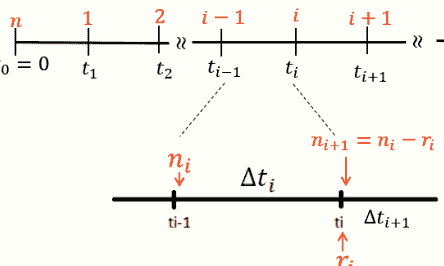 n 1 2 i − 1 i i + 1
₀ = 0 t₁ t₂ tᵢ₋₁ tᵢ tᵢ₊₁
nᵢ₊₁ = nᵢ − rᵢ
nᵢ Δtᵢ
ti-1 ti Δtᵢ₊₁
rᵢ